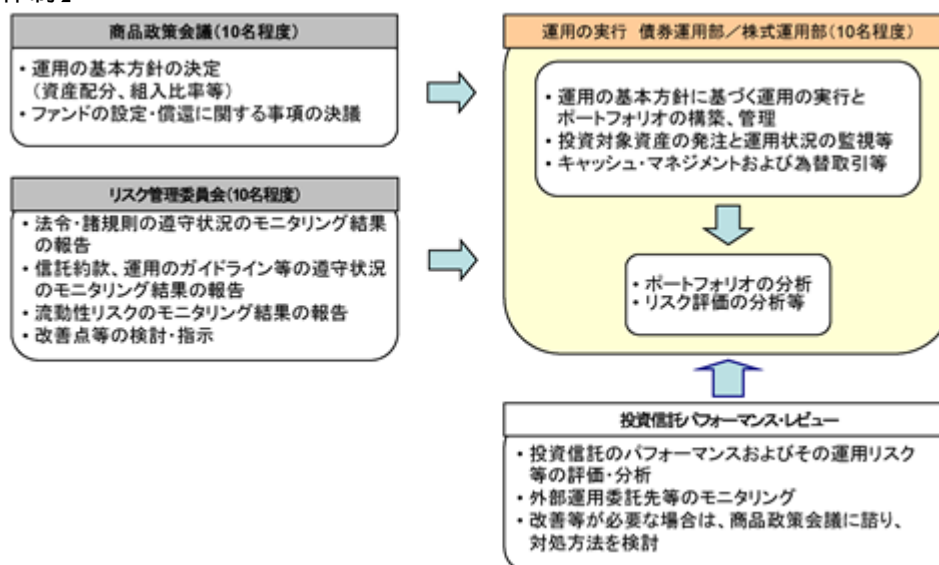 商品政策会議(10名程度)
・運用の基本方針の決定
（資産配分、組入比率等）
・ファンドの設定・償還に関する事項の決議
リスク管理委員会(10名程度)
・法令・諸規則の遵守状況のモニタリング結果
の報告
・信託約款、運用のガイドライン等の遵守状況
のモニタリング結果の報告
・流動性リスクのモニタリング結果の報告
・改善点等の検討・指示
運用の実行 債券運用部／株式運用部(10名程度)
・運用の基本方針に基づく運用の実行と
ポートフォリオの構築、管理
・投資対象資産の発注と運用状況の監視等
・キャッシュ・マネジメントおよび為替取引等
・ポートフォリオの分析
・リスク評価の分析等
投資信託パフォーマンス・レビュー
・投資信託のパフォーマンスおよびその運用リスク
等の評価・分析
・外部運用委託先等のモニタリング
・改善等が必要な場合は、商品政策会議に諮り、
対処方法を検討